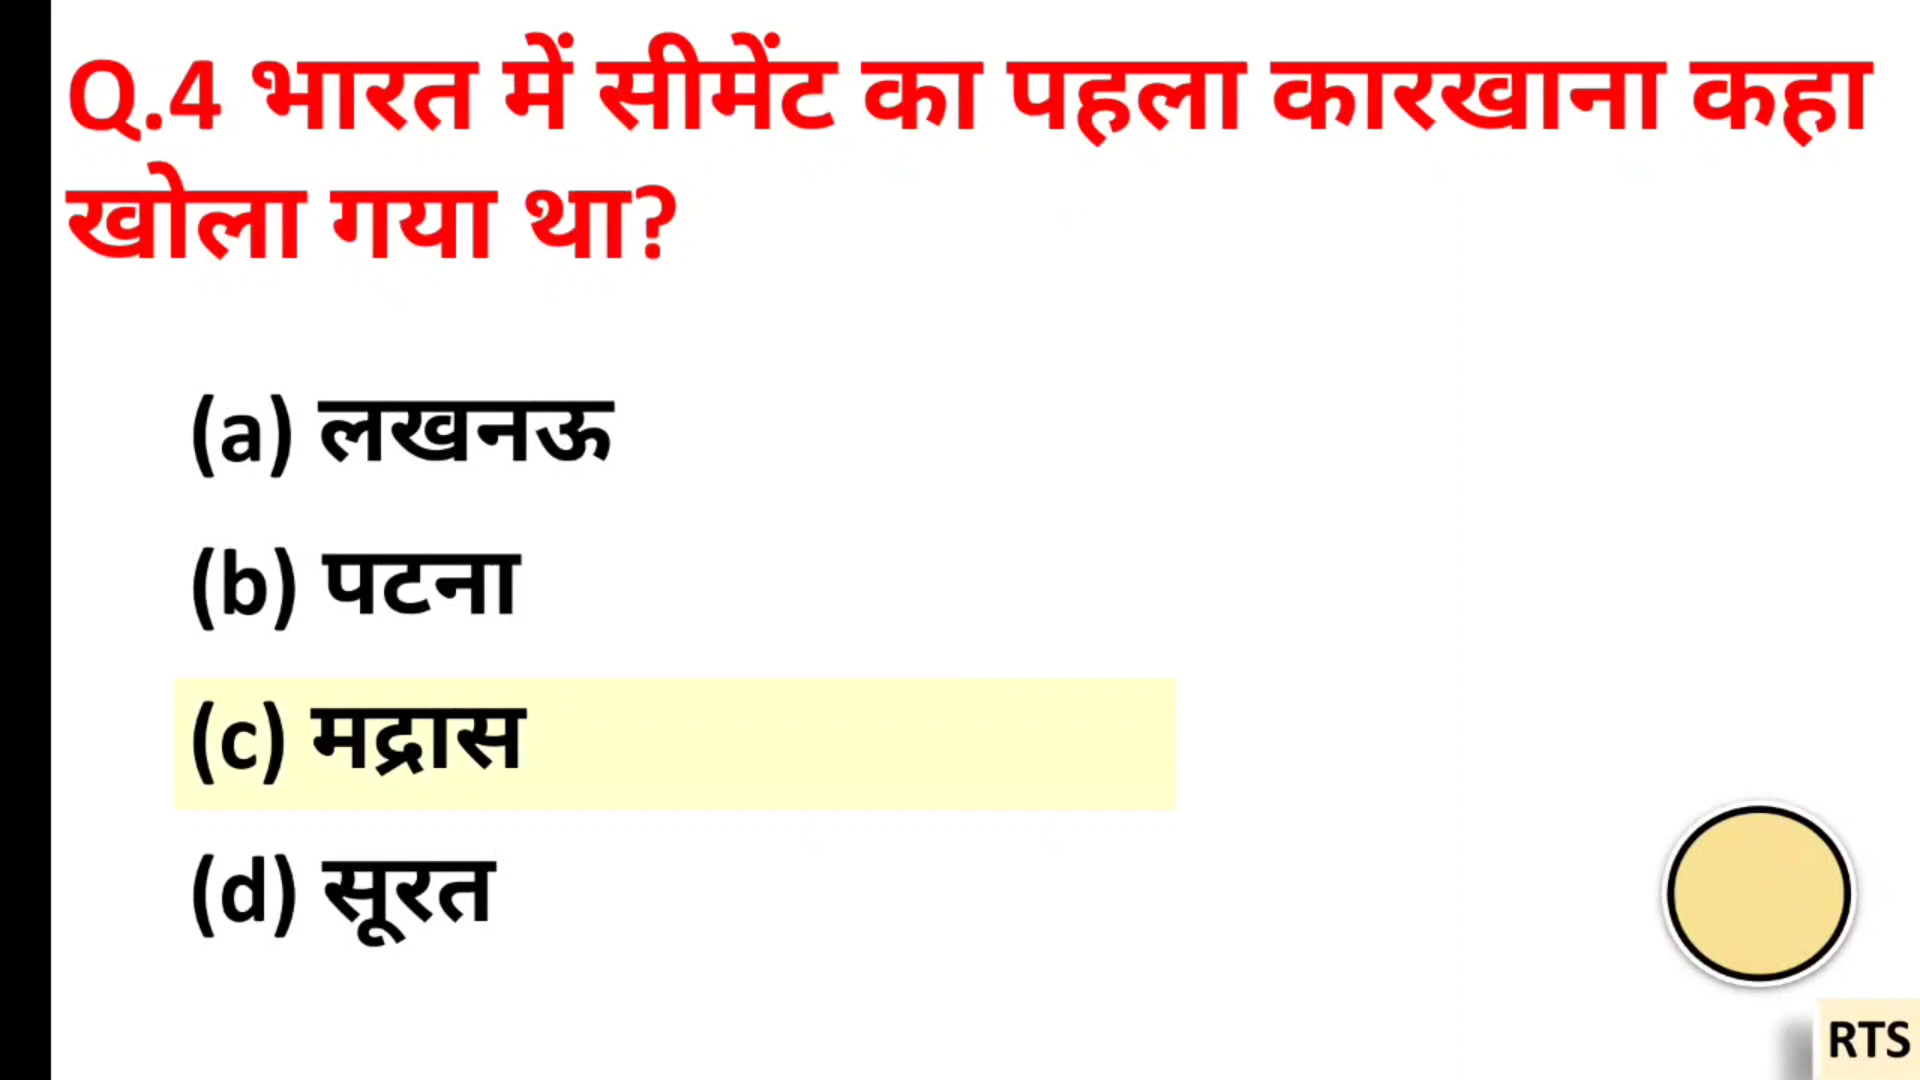 Q.4 भारत में सीमेंट का पहला कारखाना कहा
खोला गया था?
(a) लखनऊ
(b) पटना
(c) मद्रास
(d) सूरत
RTS